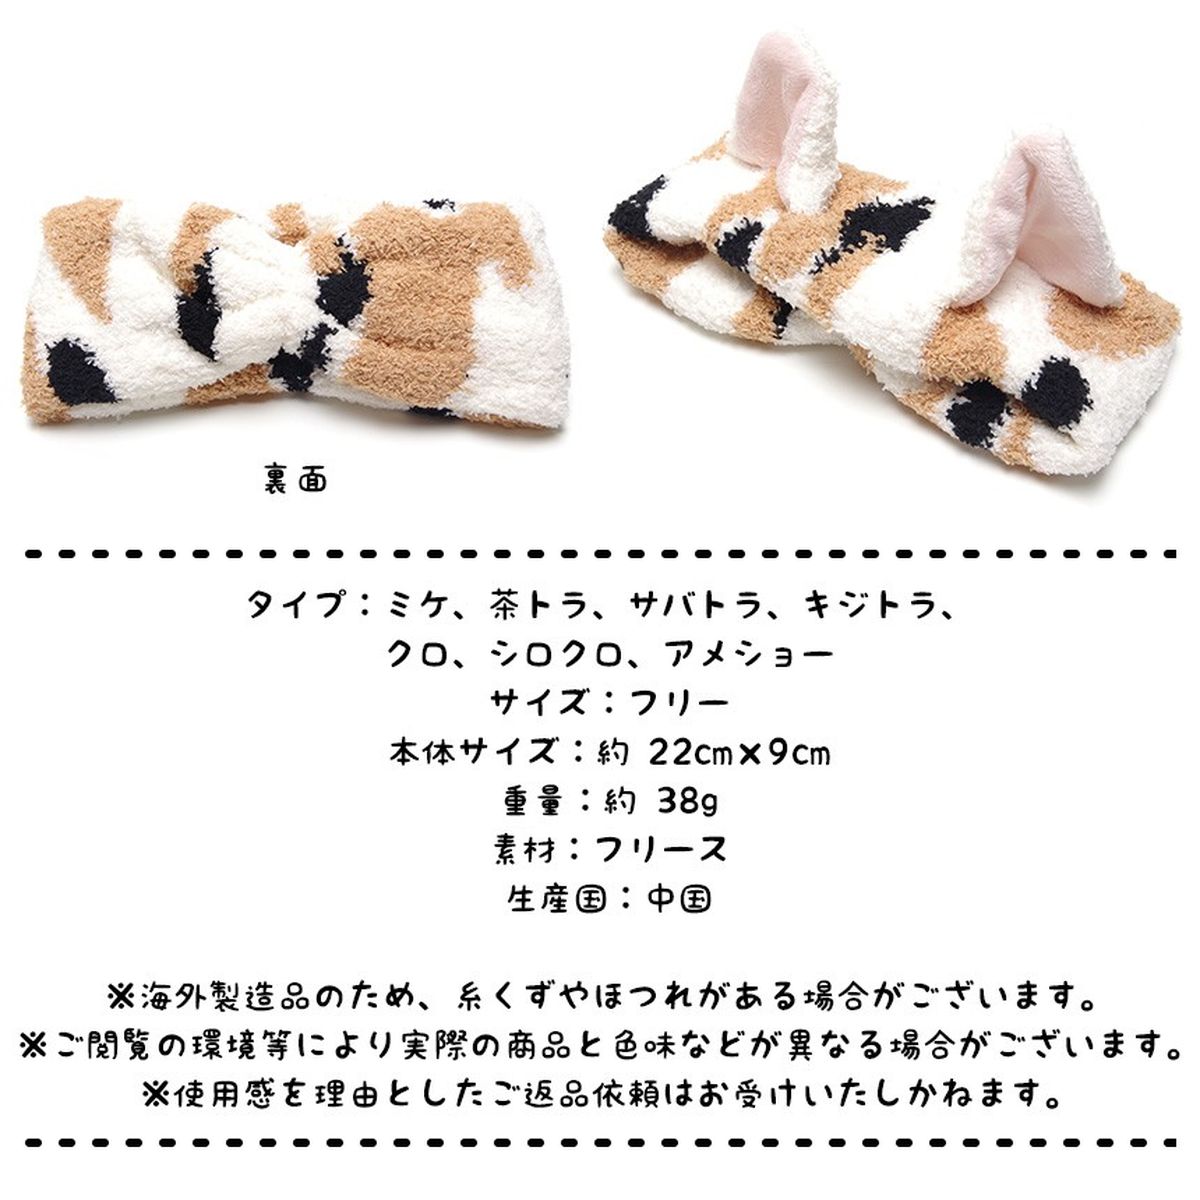 裏面
タイプ：ミケ、茶トラ、サバトラ、キジトラ、
クロ、シロクロ、アメショー
サイズ：フリー
本体サイズ：約 22cm×9cm
重量：約 38g
素材：フリース
生産国：中国
※海外製造品のため、糸くずやほつれがある場合がございます。
※ご閲覧の環境等により実際の商品と色味などが異なる場合がございます。
※使用感を理由としたご返品依頼はお受けいたしかねます。